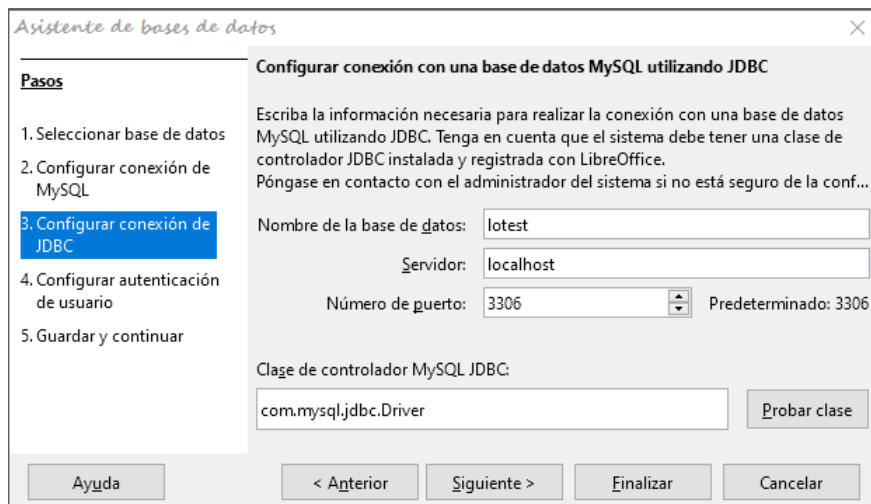 Asistente de bases de datos
Pasos
1. Seleccionar base de datos
2. Configurar conexión de
MySQL
3. Configurar conexión de
JDBC
4. Configurar autenticación
de usuario
5. Guardar y continuar
Configurar conexión con una base de datos MySQL utilizando JDBC
Escriba la información necesaria para realizar la conexión con una base de datos
MySQL utilizando JDBC. Tenga en cuenta que el sistema debe tener una clase de
controlador JDBC instalada y registrada con LibreOffice.
Póngase en contacto con el administrador del sistema si no está seguro de la conf...
Nombre de la base de datos: lotest
Servidor: localhost
Número de puerto: 3306 Predeterminado: 3306
Clase de controlador MySQL JDBC:
com.mysql.jdbc.Driver Probar clase
Ayuda < Anterior Siguiente > Finalizar Cancelar